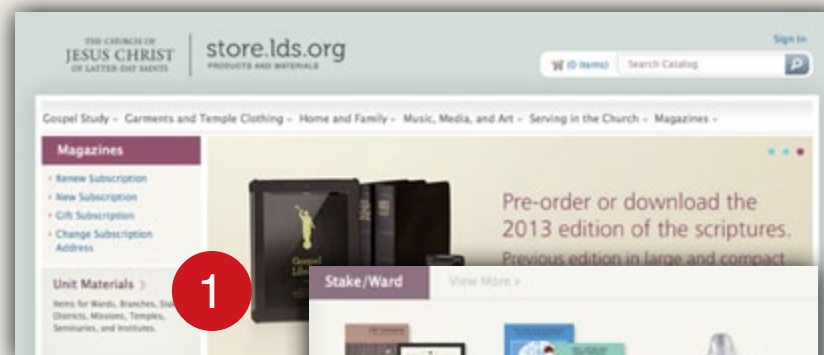 THE CHURCH OF
JESUS CHRIST
OF LATTER-DAY SAINTS
store.lds.org
PRODUCTS AND MATERIALS
Sign In
(0 items)
Search Catalog
Gospel Study Garments and Temple Clothing Home and Family Music, Media, and Art Serving in the Church Magazines
Magazines
Renew Subscription
New Subscription
Gift Subscription
Change Subscription
Address
Unit Materials >
Items for Wards, Branches,
Districts, Missions, Temples,
Seminaries, and Institutes.
1
Gospel
Pre-order or download the
2013 edition of the scriptures.
Previous edition in large and compact
Stake/Ward
View More »